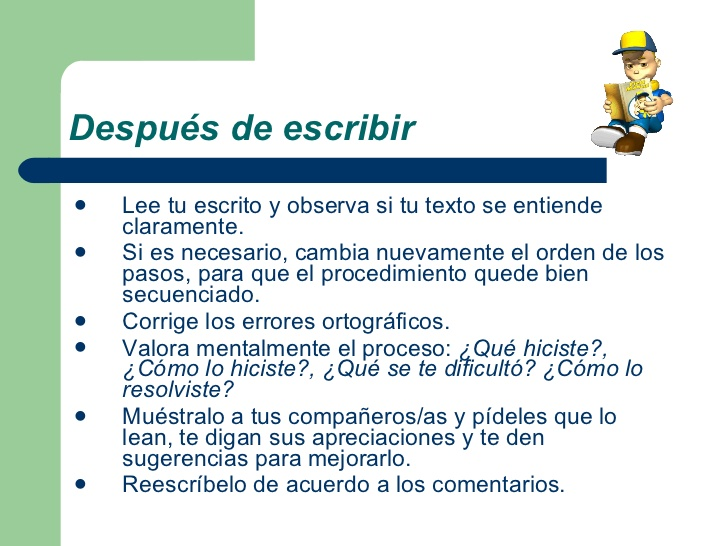 Después de escribir
● Lee tu escrito y observa si tu texto se entiende
claramente.
● Si es necesario, cambia nuevamente el orden de los
pasos, para que el procedimiento quede bien
secuenciado.
● Corrige los errores ortográficos.
● Valora mentalmente el proceso: ¿Qué hiciste?,
¿Cómo lo hiciste?, ¿Qué se te dificultó? ¿Cómo lo
resolviste?
● Muéstralo a tus compañeros/as y pídeles que lo
lean, te digan sus apreciaciones y te den
sugerencias para mejorarlo.
● Reescríbelo de acuerdo a los comentarios.